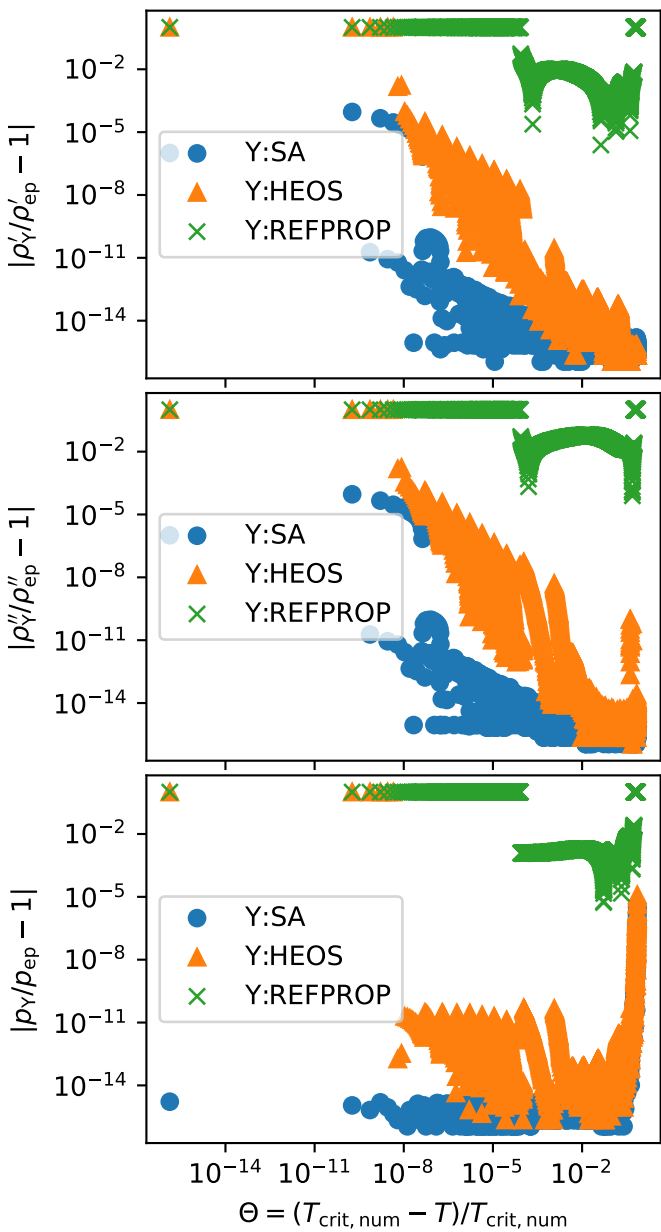 10⁻²
10⁻⁵
10⁻⁸
10⁻¹¹
10⁻¹⁴
|ρ′_Y/ρ′_ep − 1|
Y:SA
Y:HEOS
Y:REFPROP
10⁻²
10⁻⁵
10⁻⁸
10⁻¹¹
10⁻¹⁴
|ρ″_Y/ρ″_ep − 1|
Y:SA
Y:HEOS
Y:REFPROP
10⁻²
10⁻⁵
10⁻⁸
10⁻¹¹
10⁻¹⁴
|p_Y/p_ep − 1|
Y:SA
Y:HEOS
Y:REFPROP
10⁻¹⁴ 10⁻¹¹ 10⁻⁸ 10⁻⁵ 10⁻²
Θ = (T_crit, num − T)/T_crit, num